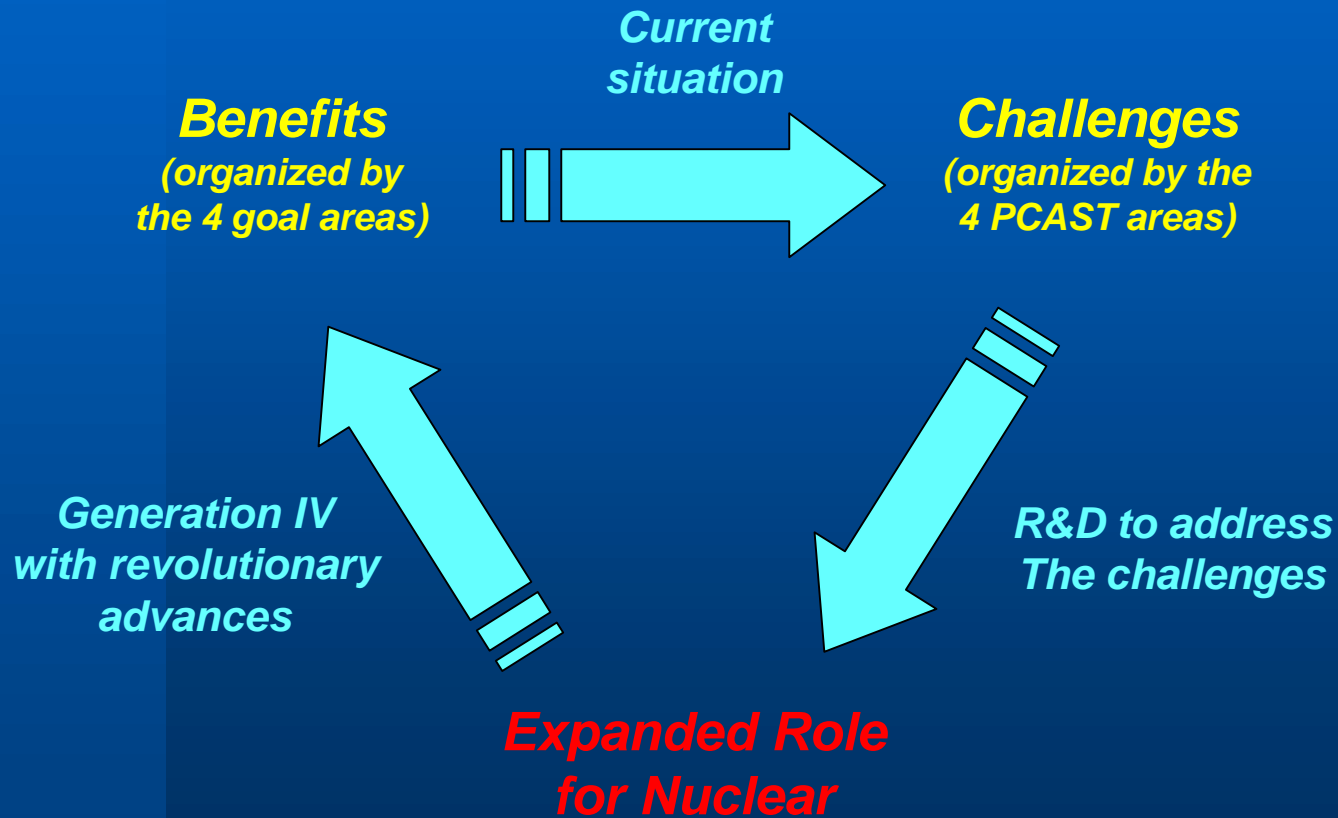 Current
situation
Benefits
(organized by
the 4 goal areas)
Challenges
(organized by the
4 PCAST areas)
Generation IV
with revolutionary
advances
R&D to address
The challenges
Expanded Role
for Nuclear